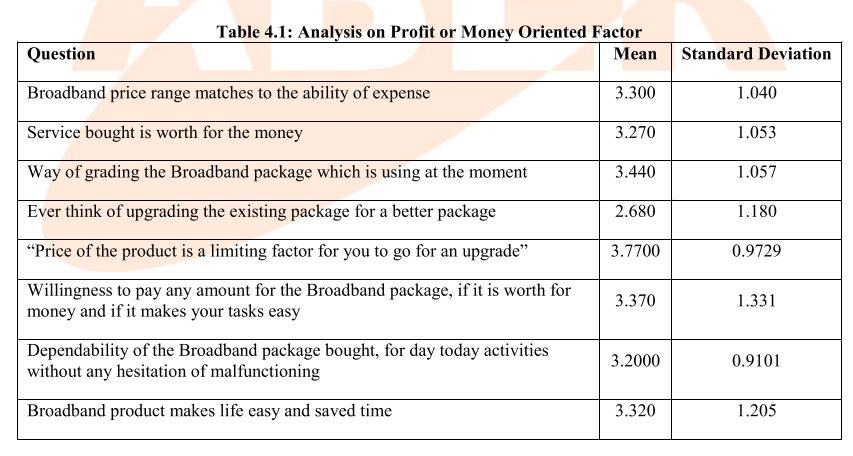 Table 4.1: Analysis on Profit or Money Oriented Factor
Question Mean Standard Deviation
Broadband price range matches to the ability of expense 3.300 1.040
Service bought is worth for the money 3.270 1.053
Way of grading the Broadband package which is using at the moment 3.440 1.057
Ever think of upgrading the existing package for a better package 2.680 1.180
“Price of the product is a limiting factor for you to go for an upgrade” 3.7700 0.9729
Willingness to pay any amount for the Broadband package, if it is worth for
money and if it makes your tasks easy 3.370 1.331
Dependability of the Broadband package bought, for day today activities
without any hesitation of malfunctioning 3.2000 0.9101
Broadband product makes life easy and saved time 3.320 1.205